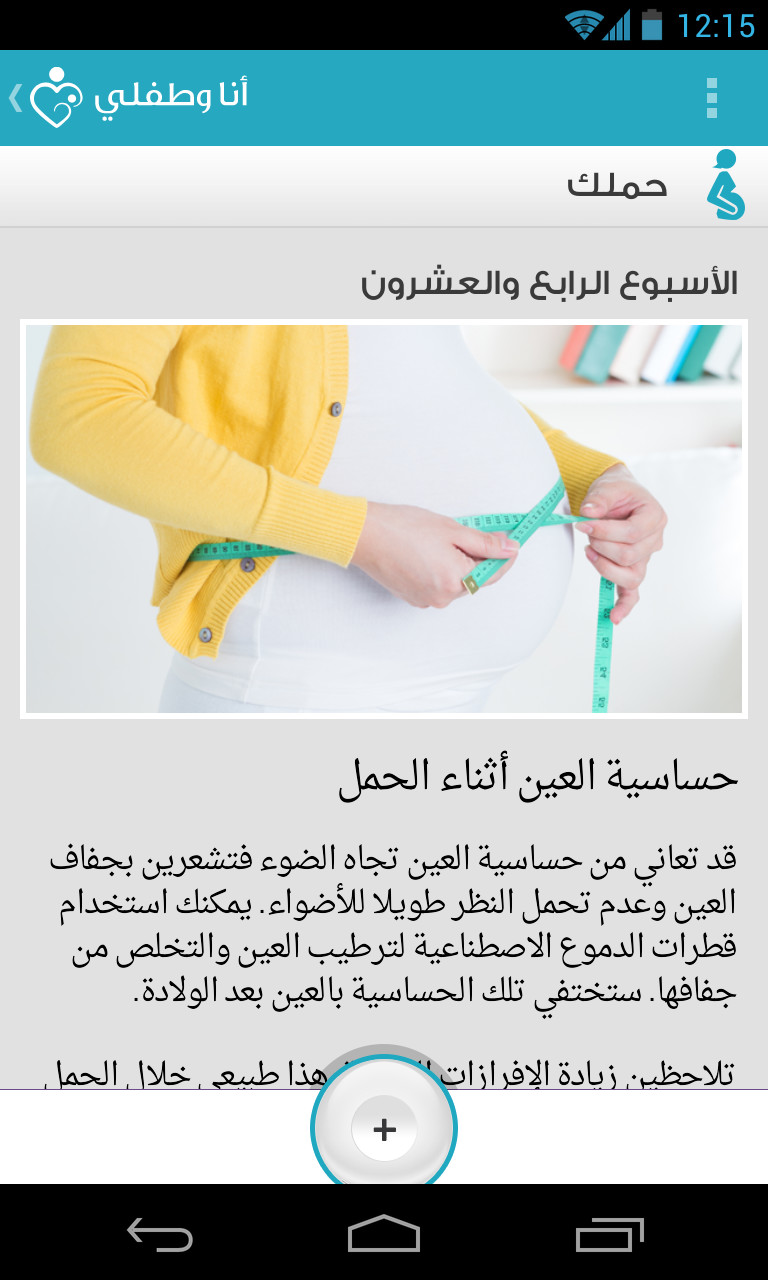 12:15
أنا وطفلي
حملك
الأسبوع الرابع والعشرون
حساسية العين أثناء الحمل
قد تعاني من حساسية العين تجاه الضوء فتشعرين بجفاف
العين وعدم تحمل النظر طويلا للأضواء. يمكنك استخدام
قطرات الدموع الاصطناعية لترطيب العين والتخلص من
جفافها. ستختفي تلك الحساسية بالعين بعد الولادة.
تلاحظين زيادة الإفرازات هذا طبيعي خلال الحمل
+